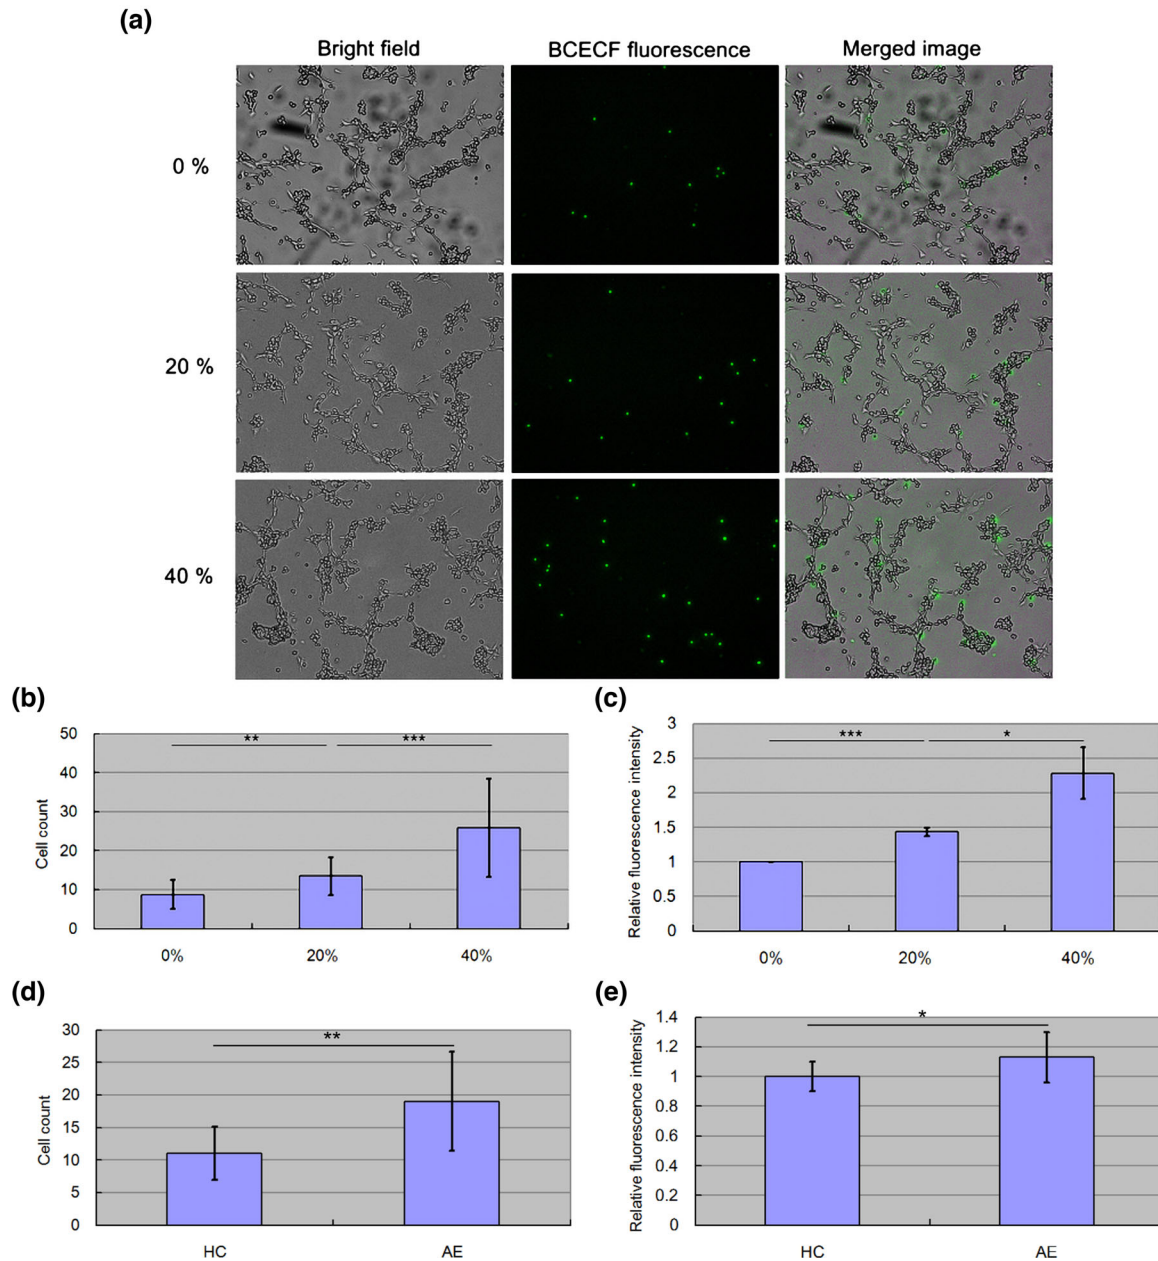 (a)
Bright field BCECF fluorescence Merged image
0 %
20 %
40 %
(b)
Cell count
50
40
30
20
10
0
** ***
0% 20% 40%
(c)
Relative fluorescence intensity
3
2.5
2
1.5
1
0.5
0
*** *
0% 20% 40%
(d)
Cell count
30
25
20
15
10
5
0
**
HC AE
(e)
Relative fluorescence intensity
1.4
1.2
1
0.8
0.6
0.4
0.2
0
*
HC AE